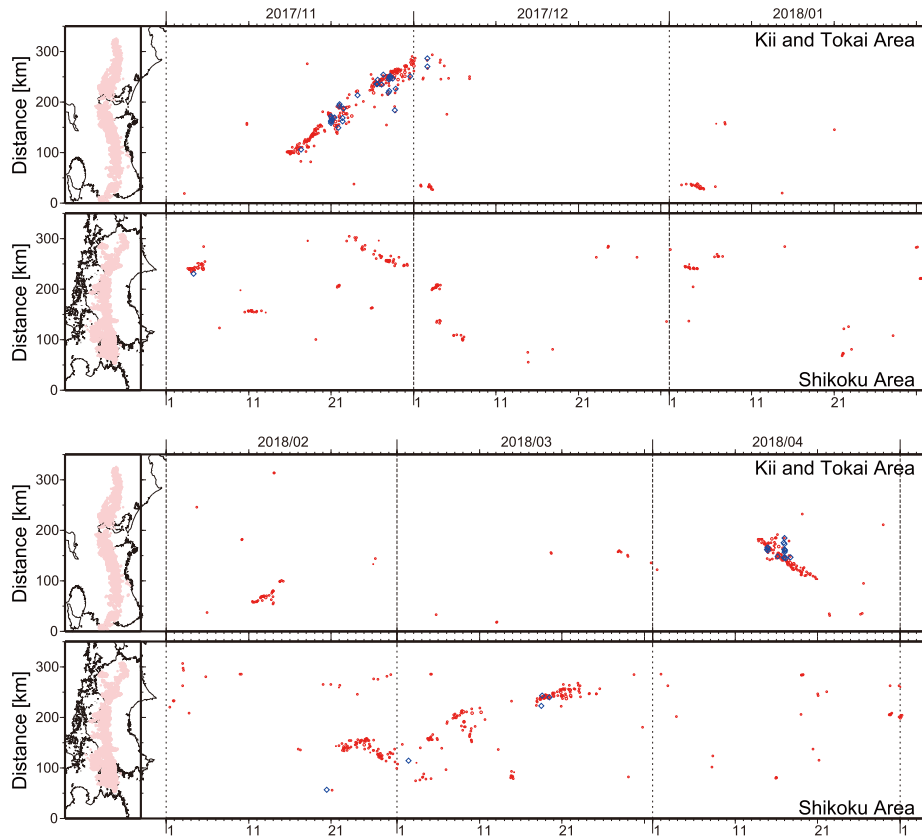 2017/11 2017/12 2018/01
Kii and Tokai Area
Distance [km]
300
200
100
0
Distance [km]
300
200
100
0
Shikoku Area
1 11 21 1 11 21 1 11 21
2018/02 2018/03 2018/04
Kii and Tokai Area
Distance [km]
300
200
100
0
Distance [km]
300
200
100
0
Shikoku Area
1 11 21 1 11 21 1 11 21 1